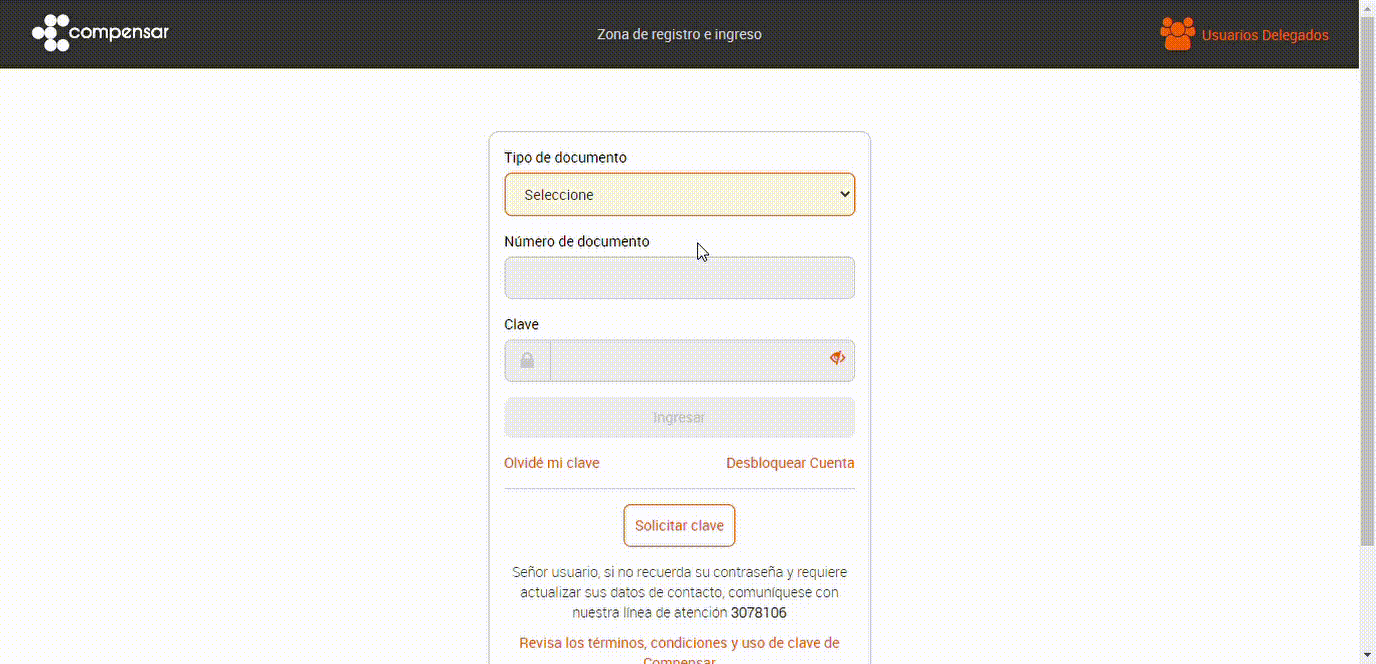 compensar
Zona de registro e ingreso
Usuarios Delegados
Tipo de documento
Seleccione
Número de documento
Clave
Ingresar
Olvidé mi clave
Desbloquear Cuenta
Solicitar clave
Señor usuario, si no recuerda su contraseña y requiere
actualizar sus datos de contacto, comuníquese con
nuestra línea de atención 3078106
Revisa los términos, condiciones y uso de clave de
Compensar